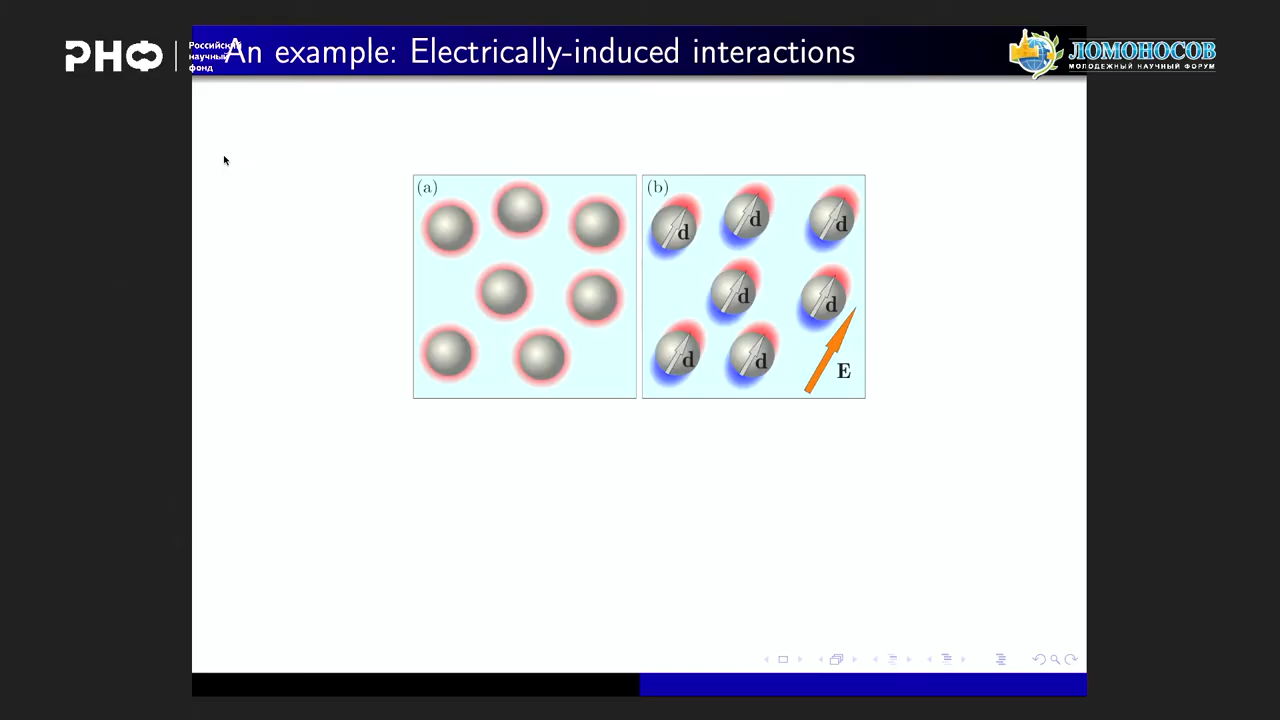 РНФ
Российский
научный
фонд
An example: Electrically-induced interactions
ЛОМОНОСОВ
МОЛОДЕЖНЫЙ НАУЧНЫЙ ФОРУМ
(a)
(b)
d
d
d
d
d
d
d
E